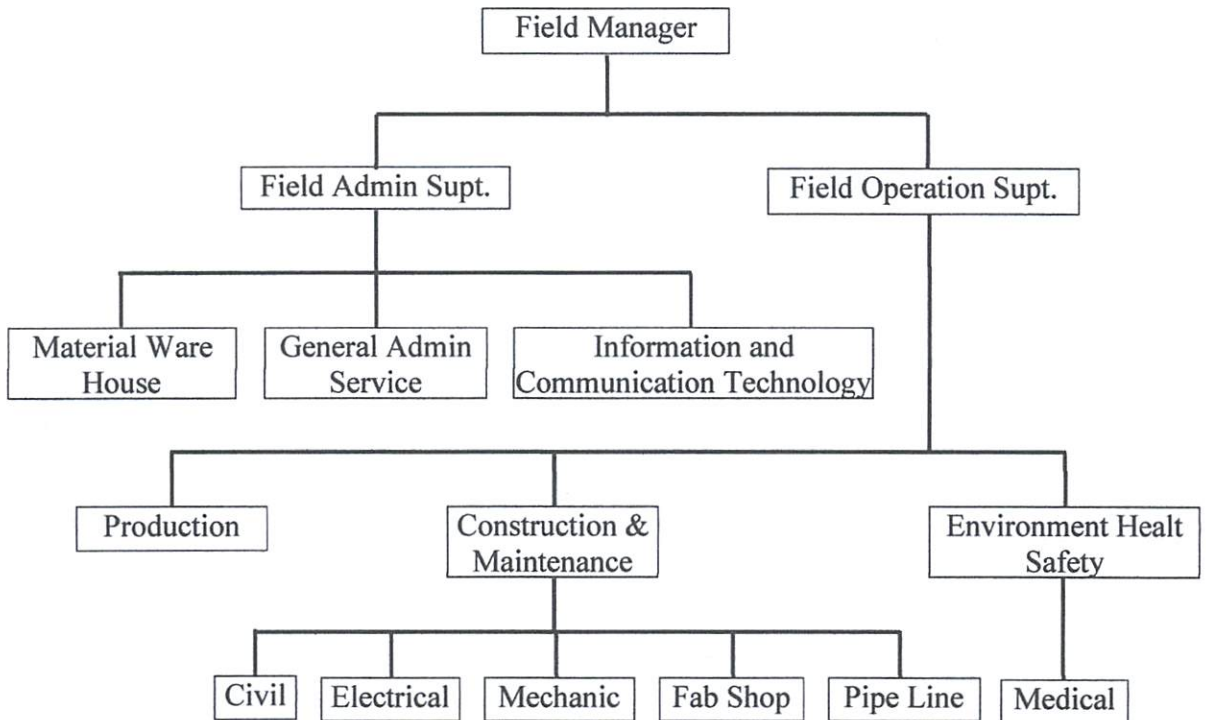 Field Manager
Field Admin Supt.
Field Operation Supt.
Material Ware
House
General Admin
Service
Information and
Communication Technology
Production
Construction &
Maintenance
Environment Healt
Safety
Civil
Electrical
Mechanic
Fab Shop
Pipe Line
Medical